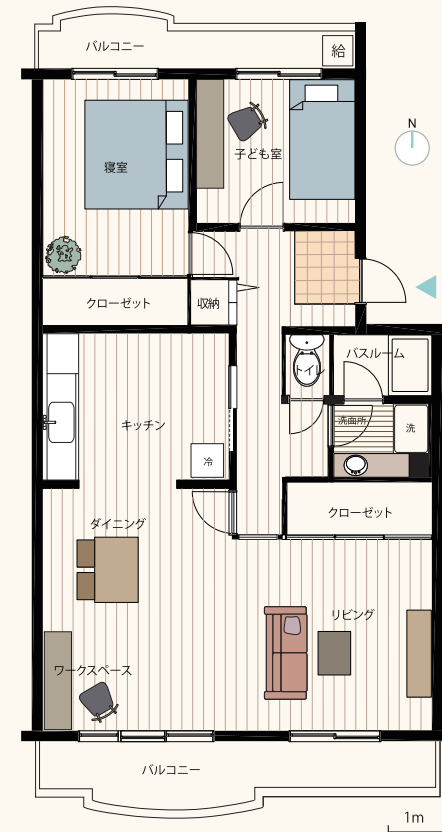 バルコニー
給
N
寝室
子ども室
クローゼット
収納
バスルーム
トイレ
キッチン
洗面所
洗
冷
クローゼット
ダイニング
リビング
ワークスペース
バルコニー
1m